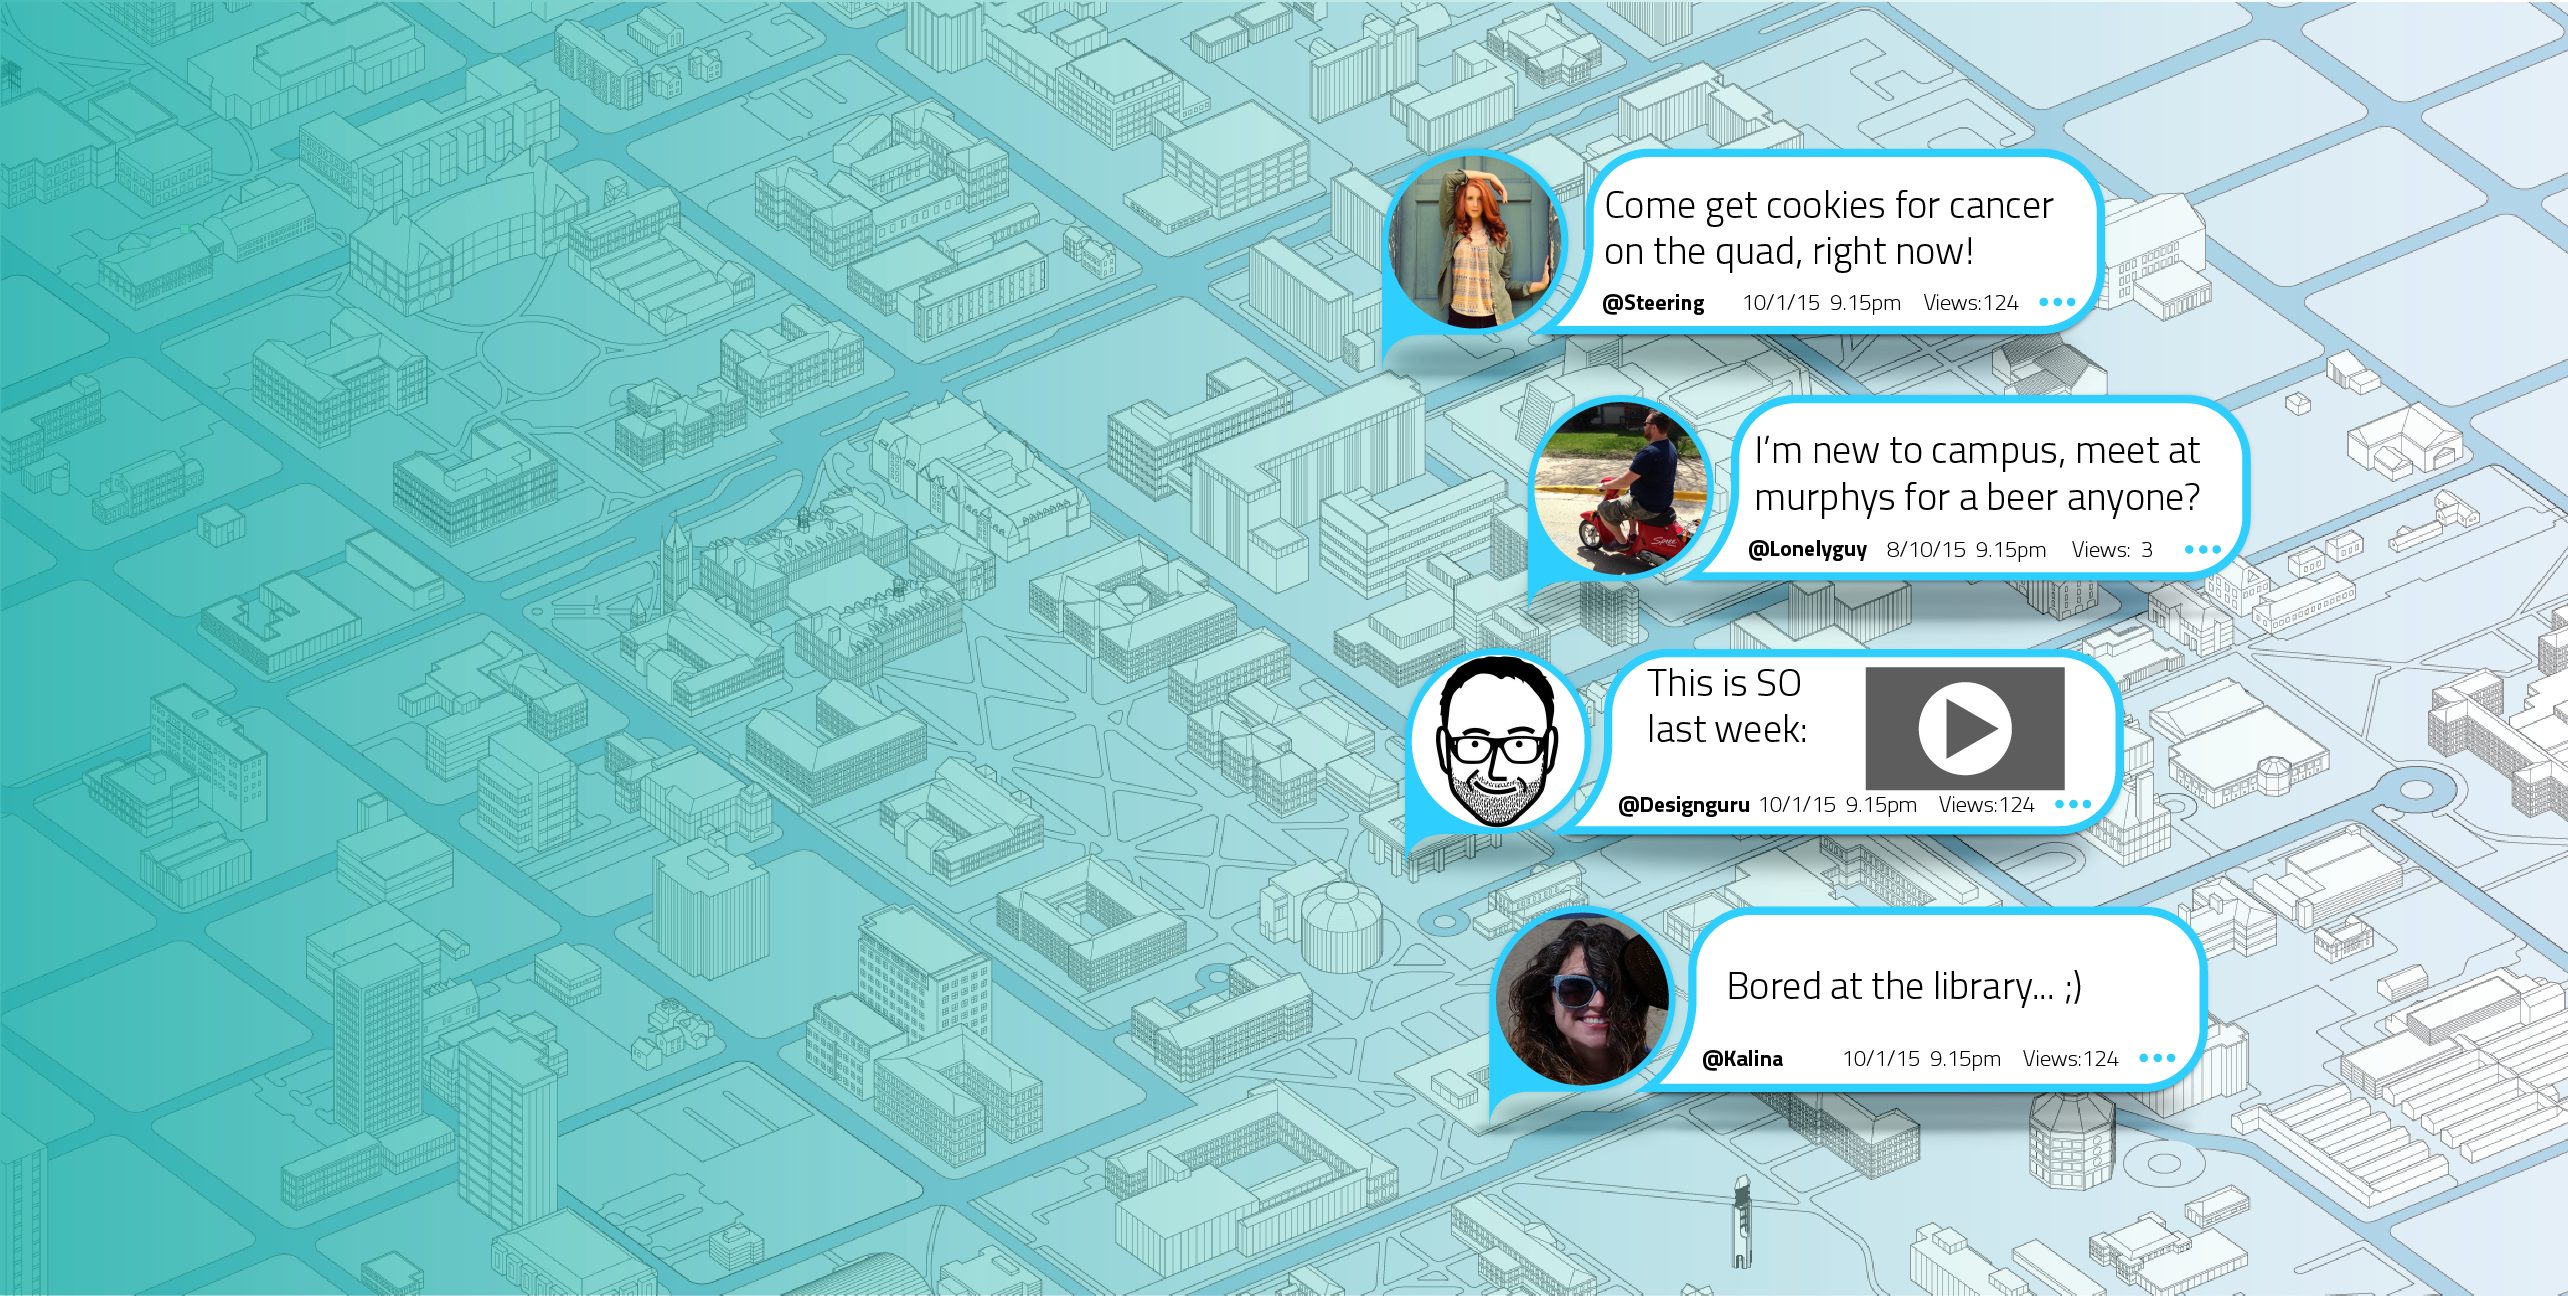 Come get cookies for cancer
on the quad, right now!
@Steering 10/1/15 9.15pm Views:124
I'm new to campus, meet at
murphys for a beer anyone?
@Lonelyguy 8/10/15 9.15pm Views: 3
Spree
This is SO
last week:
@Designguru 10/1/15 9.15pm Views:124
Bored at the library... ;)
@Kalina 10/1/15 9.15pm Views:124